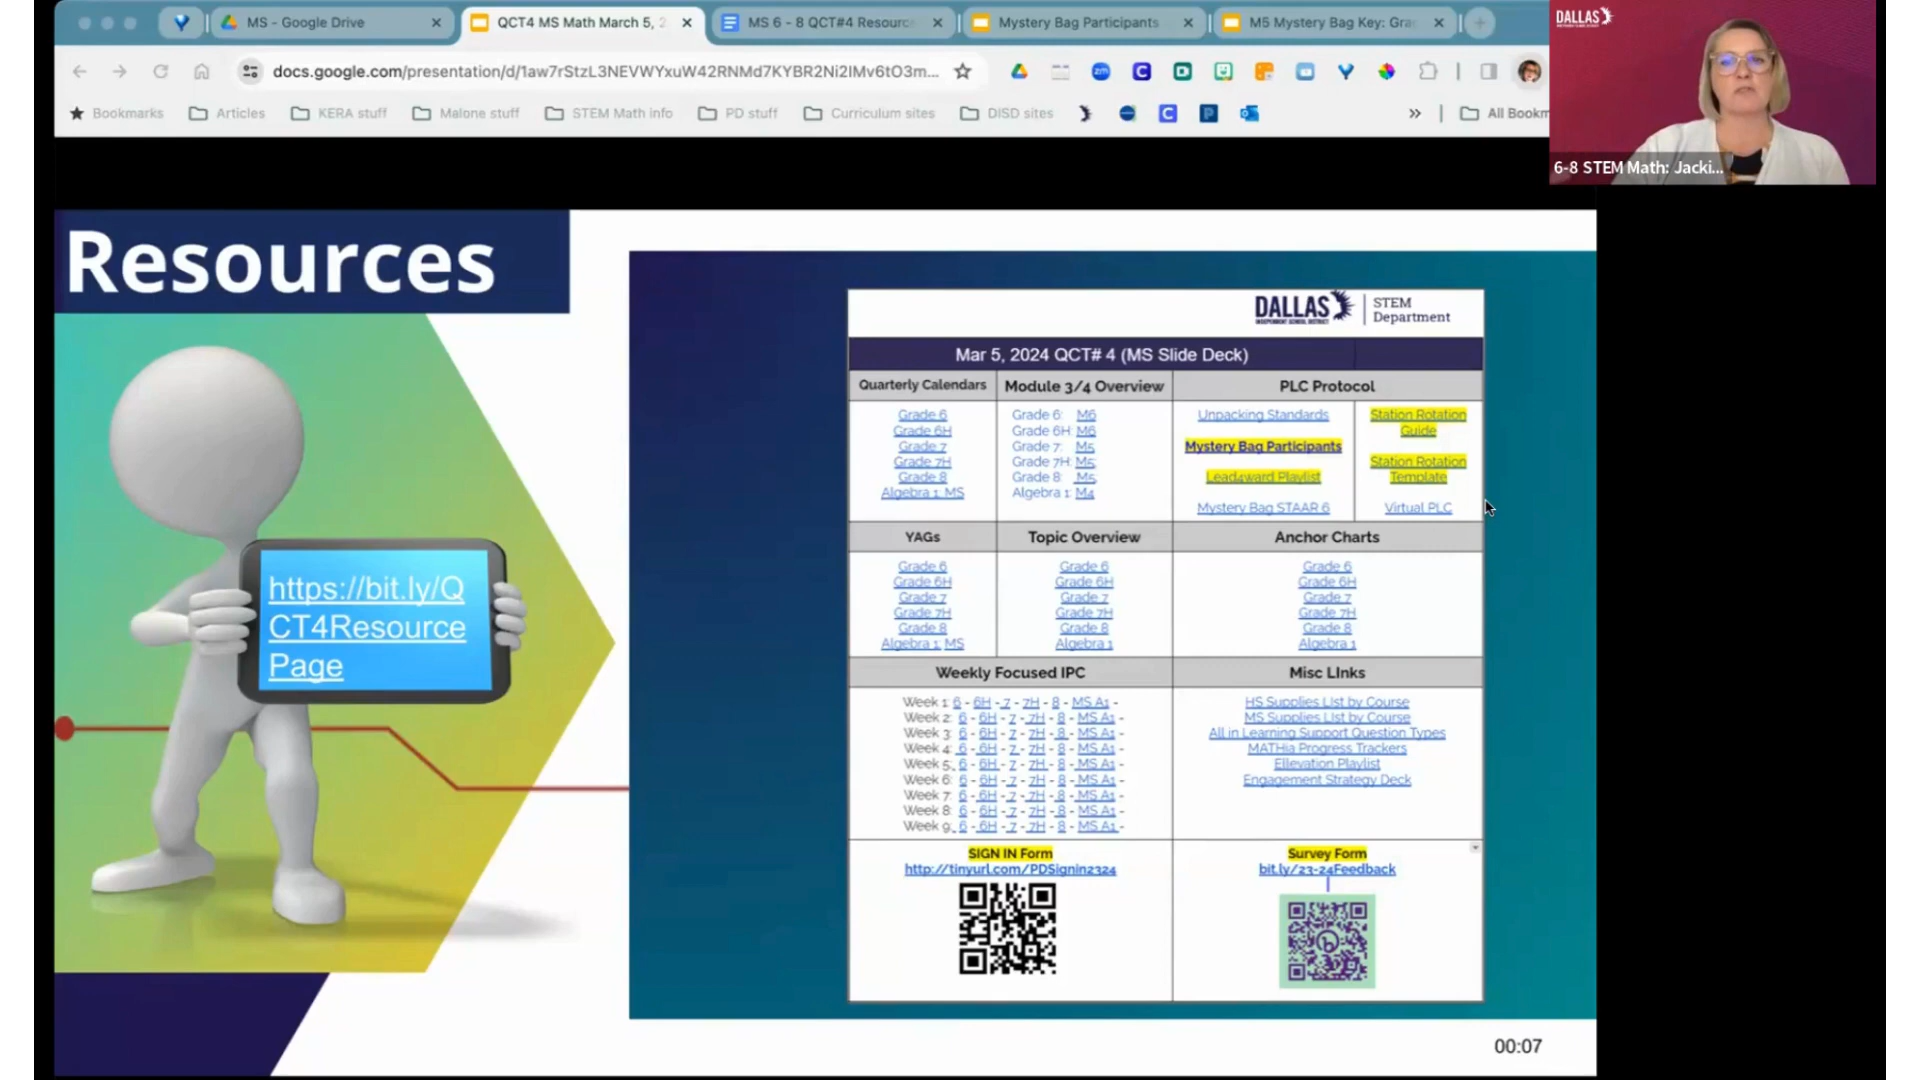 MS - Google Drive
QCT4 MS Math March 5, 2
MS 6 - 8 QCT#4 Resourc
Mystery Bag Participants
M5 Mystery Bag Key: Gra
docs.google.com/presentation/d/1aw7rStzL3NEVWYxuW42RNMd7KYBR2Ni2IMv6tO3m...
Bookmarks
Articles
KERA stuff
Malone stuff
STEM Math info
PD stuff
Curriculum sites
DISD sites
All Bookm
DALLAS
6-8 STEM Math: Jacki...
Resources
https://bit.ly/Q
CT4Resource
Page
DALLAS
INDEPENDENT SCHOOL DISTRICT
STEM
Department
Mar 5, 2024 QCT# 4 (MS Slide Deck)
Quarterly Calendars
Grade 6
Grade 6H
Grade 7
Grade 7H
Grade 8
Algebra 1: MS
Module 3/4 Overview
Grade 6: M6
Grade 6H: M6
Grade 7: M5
Grade 7H: M5
Grade 8: M5
Algebra 1: M4
PLC Protocol
Unpacking Standards
Mystery Bag Participants
Lead4ward Playlist
Mystery Bag STAAR 6
Station Rotation
Guide
Station Rotation
Template
Virtual PLC
YAGs
Grade 6
Grade 6H
Grade 7
Grade 7H
Grade 8
Algebra 1: MS
Topic Overview
Grade 6
Grade 6H
Grade 7
Grade 7H
Grade 8
Algebra 1
Anchor Charts
Grade 6
Grade 6H
Grade 7
Grade 7H
Grade 8
Algebra 1
Weekly Focused IPC
Week 1: 6 - 6H - 7 - 7H - 8 - MS A1 -
Week 2: 6 - 6H - 7 - 7H - 8 - MS A1 -
Week 3: 6 - 6H - 7 - 7H - 8 - MS A1 -
Week 4: 6 - 6H - 7 - 7H - 8 - MS A1 -
Week 5: 6 - 6H - 7 - 7H - 8 - MS A1 -
Week 6: 6 - 6H - 7 - 7H - 8 - MS A1 -
Week 7: 6 - 6H - 7 - 7H - 8 - MS A1 -
Week 8: 6 - 6H - 7 - 7H - 8 - MS A1 -
Week 9: 6 - 6H - 7 - 7H - 8 - MS A1 -
Misc LInks
HS Supplies LIst by Course
MS Supplies LIst by Course
All in Learning Support Question Types
MATHia Progress Trackers
Ellevation Playlist
Engagement Strategy Deck
SIGN IN Form
http://tinyurl.com/PDSignIn2324
Survey Form
bit.ly/23-24Feedback
00:07